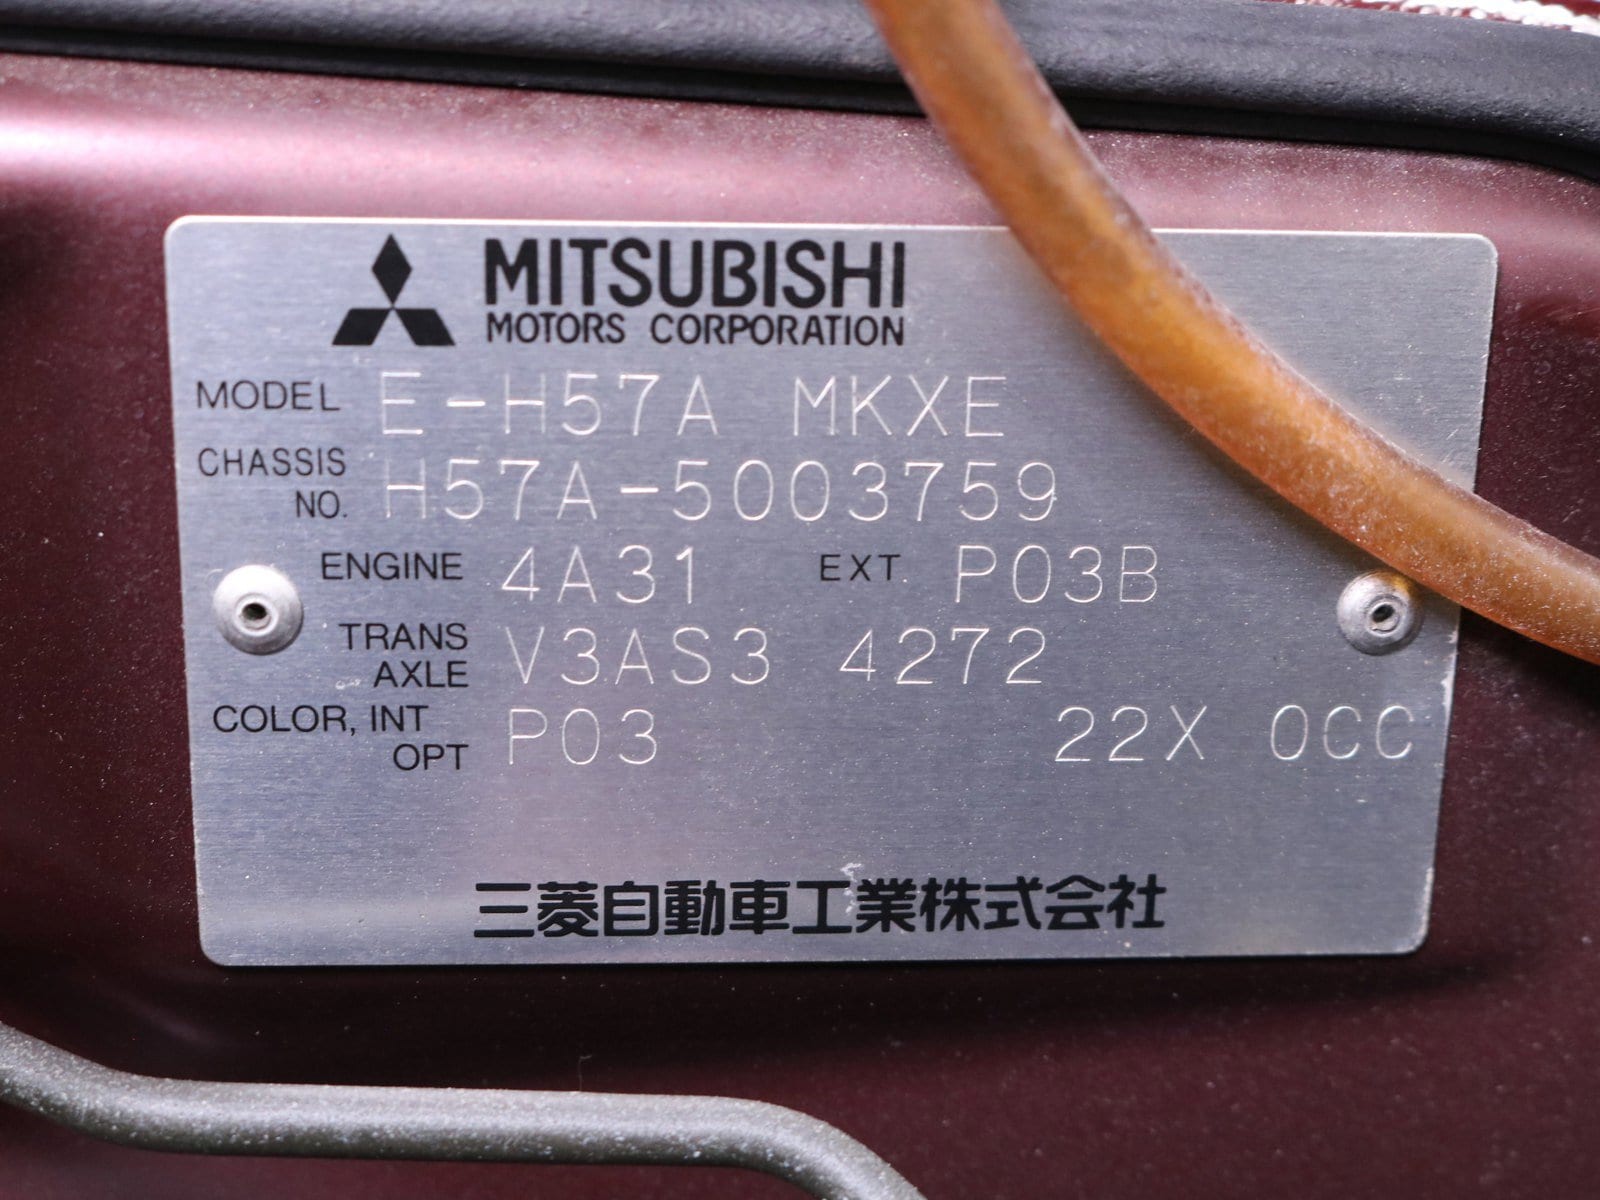 MITSUBISHI
MOTORS CORPORATION
MODEL E-H57A MKXE
CHASSIS NO. H57A-5003759
ENGINE 4A31 EXT P03B
TRANS AXLE V3AS3 4272
COLOR, INT OPT P03 22X 0CC
三菱自動車工業株式会社